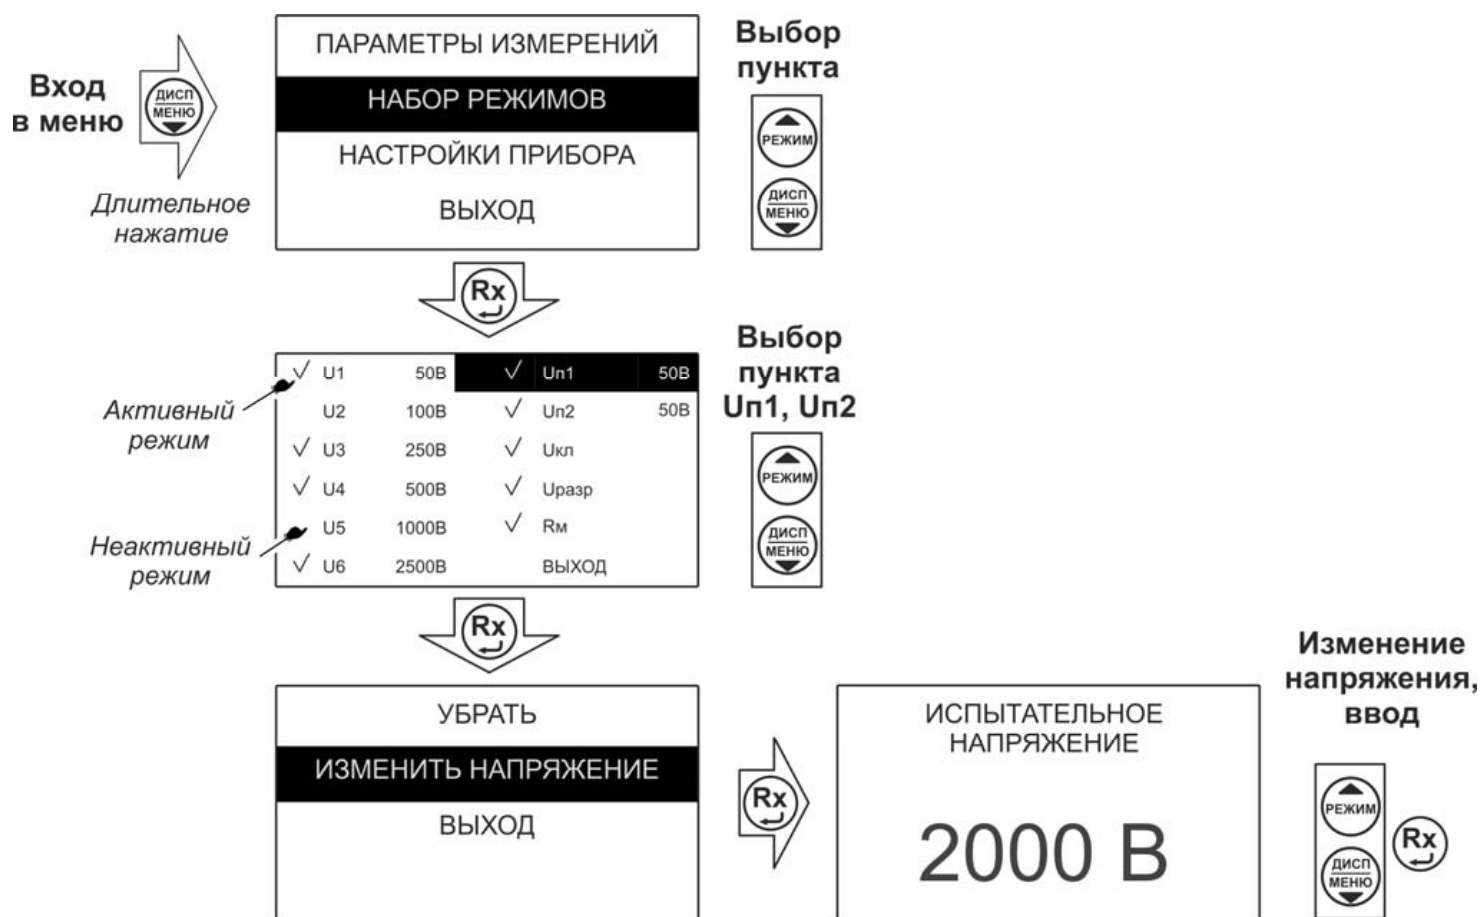 Вход
в меню
ДИСП
МЕНЮ
Длительное
нажатие
ПАРАМЕТРЫ ИЗМЕРЕНИЙ
НАБОР РЕЖИМОВ
НАСТРОЙКИ ПРИБОРА
ВЫХОД
Выбор
пункта
РЕЖИМ
ДИСП
МЕНЮ
Rx
Активный
режим
Неактивный
режим
U1 50В Uп1 50В
U2 100В Uп2 50В
U3 250В Uкл
U4 500В Uразр
U5 1000В Rм
U6 2500В ВЫХОД
Выбор
пункта
Uп1, Uп2
РЕЖИМ
ДИСП
МЕНЮ
Rx
УБРАТЬ
ИЗМЕНИТЬ НАПРЯЖЕНИЕ
ВЫХОД
Rx
ИСПЫТАТЕЛЬНОЕ
НАПРЯЖЕНИЕ
2000 В
Изменение
напряжения,
ввод
РЕЖИМ
ДИСП
МЕНЮ
Rx